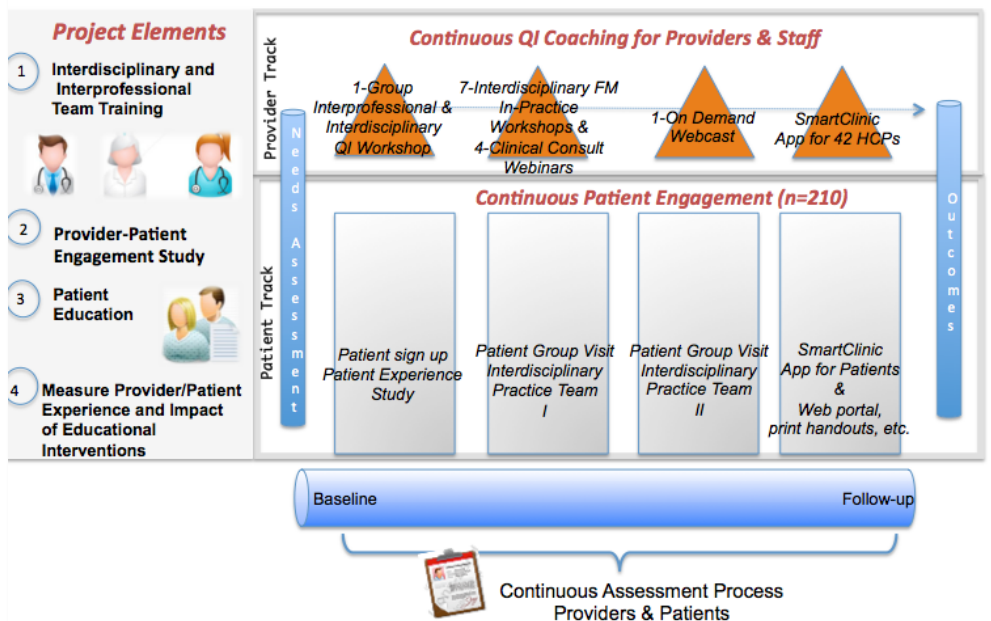 Project Elements
1
Interdisciplinary and
Interprofessional
Team Training
2
Provider-Patient
Engagement Study
3
Patient
Education
4
Measure Provider/Patient
Experience and Impact
of Educational
Interventions
Provider Track
Continuous QI Coaching for Providers & Staff
1-Group
Interprofessional &
Interdisciplinary
QI Workshop
7-Interdisciplinary FM
In-Practice
Workshops &
4-Clinical Consult
Webinars
1-On Demand
Webcast
SmartClinic
App for 42 HCPs
Needs Assessment
Outcomes
Patient Track
Continuous Patient Engagement (n=210)
Patient sign up
Patient Experience
Study
Patient Group Visit
Interdisciplinary
Practice Team
I
Patient Group Visit
Interdisciplinary
Practice Team
II
SmartClinic
App for Patients
&
Web portal,
print handouts, etc.
Baseline
Follow-up
Continuous Assessment Process
Providers & Patients